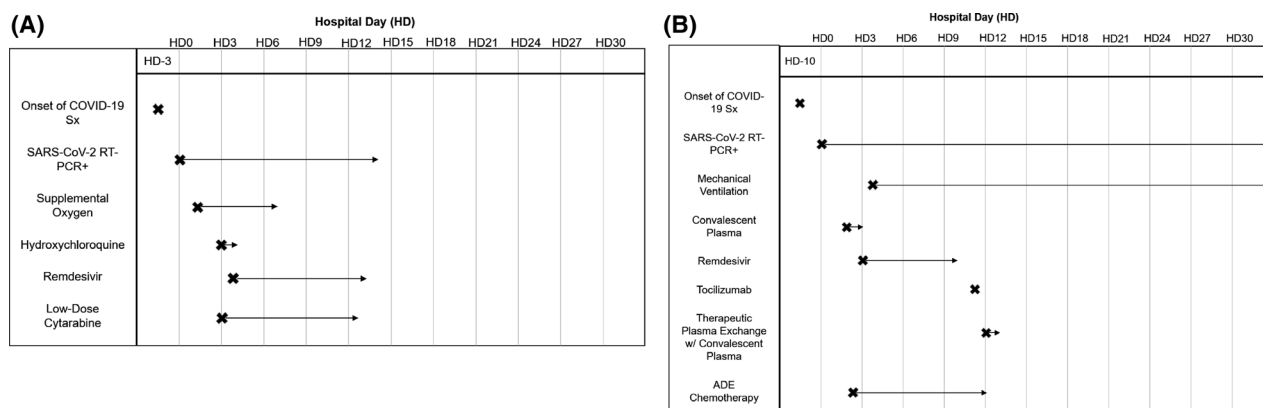 (A)
Hospital Day (HD)
HD0 HD3 HD6 HD9 HD12 HD15 HD18 HD21 HD24 HD27 HD30
HD-3
Onset of COVID-19
Sx
SARS-CoV-2 RT-
PCR+
Supplemental
Oxygen
Hydroxychloroquine
Remdesivir
Low-Dose
Cytarabine
(B)
Hospital Day (HD)
HD0 HD3 HD6 HD9 HD12 HD15 HD18 HD21 HD24 HD27 HD30
HD-10
Onset of COVID-
19 Sx
SARS-CoV-2 RT-
PCR+
Mechanical
Ventilation
Convalescent
Plasma
Remdesivir
Tocilizumab
Therapeutic
Plasma Exchange
w/ Convalescent
Plasma
ADE
Chemotherapy